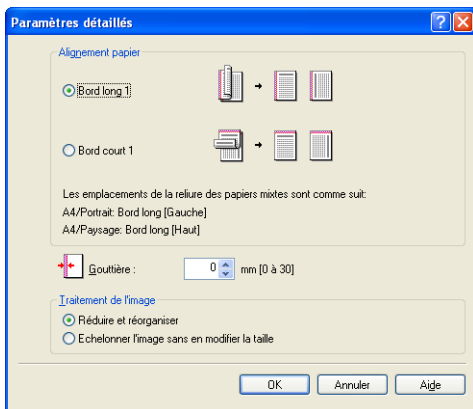 Paramètres détaillés
Alignement papier
Bord long 1
Bord court 1
Les emplacements de la reliure des papiers mixtes sont comme suit:
A4/Portrait: Bord long [Gauche]
A4/Paysage: Bord long [Haut]
Gouttière : 0 mm [0 à 30]
Traitement de l'image
Réduire et réorganiser
Echelonner l'image sans en modifier la taille
OK Annuler Aide